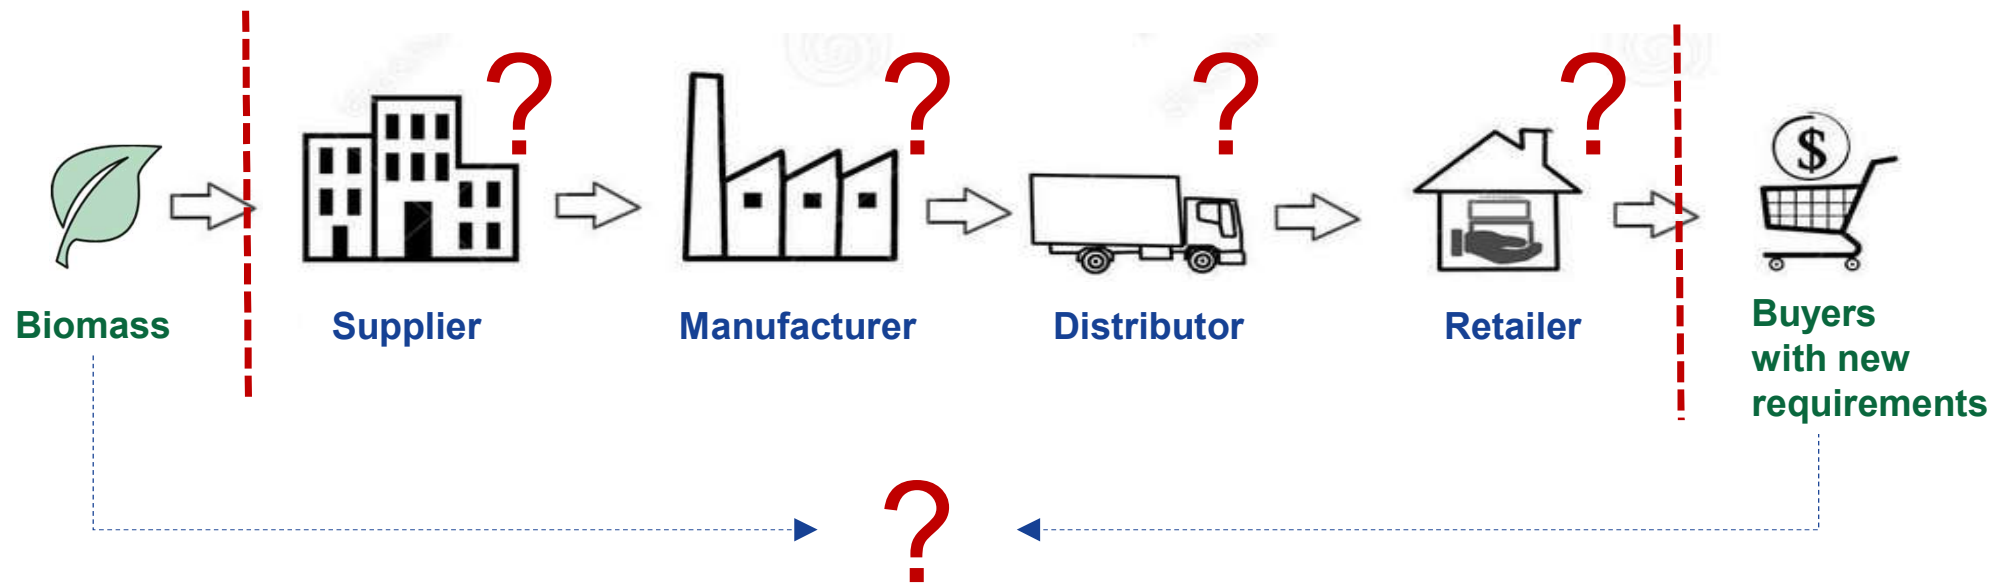 ?
?
?
?
$
Biomass
Supplier
Manufacturer
Distributor
Retailer
Buyers
with new
requirements
?